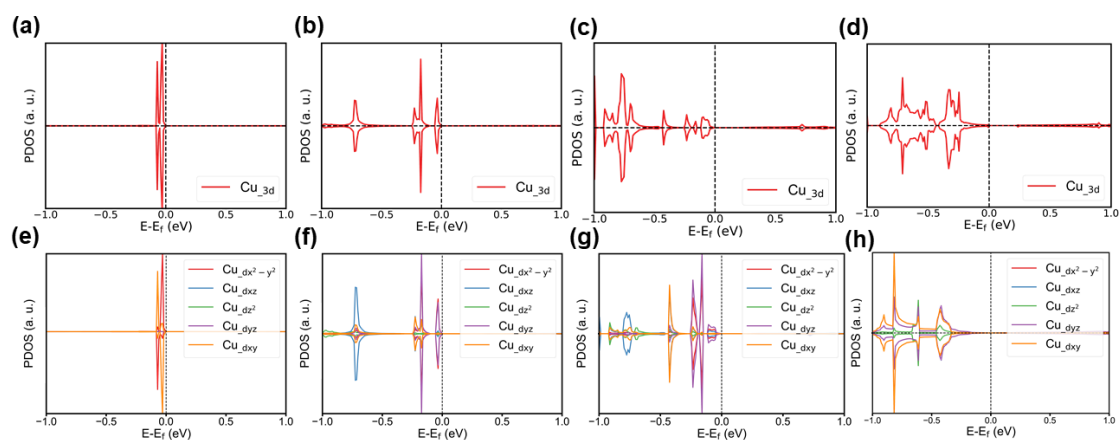 (a)
PDOS (a. u.)
Cu_3d
−1.0 −0.5 0.0 0.5 1.0
E-Ef (eV)
(b)
PDOS (a. u.)
Cu_3d
−1.0 −0.5 0.0 0.5 1.0
E-Ef (eV)
(c)
PDOS (a. u.)
Cu_3d
−1.0 −0.5 0.0 0.5 1.0
E-Ef (eV)
(d)
PDOS (a. u.)
Cu_3d
−1.0 −0.5 0.0 0.5 1.0
E-Ef (eV)
(e)
PDOS (a. u.)
Cu_dx² − y²
Cu_dxz
Cu_dz²
Cu_dyz
Cu_dxy
−1.0 −0.5 0.0 0.5 1.0
E-Ef (eV)
(f)
PDOS (a. u.)
Cu_dx² − y²
Cu_dxz
Cu_dz²
Cu_dyz
Cu_dxy
−1.0 −0.5 0.0 0.5 1.0
E-Ef (eV)
(g)
PDOS (a. u.)
Cu_dx² − y²
Cu_dxz
Cu_dz²
Cu_dyz
Cu_dxy
−1.0 −0.5 0.0 0.5 1.0
E-Ef (eV)
(h)
PDOS (a. u.)
Cu_dx² − y²
Cu_dxz
Cu_dz²
Cu_dyz
Cu_dxy
−1.0 −0.5 0.0 0.5 1.0
E-Ef (eV)